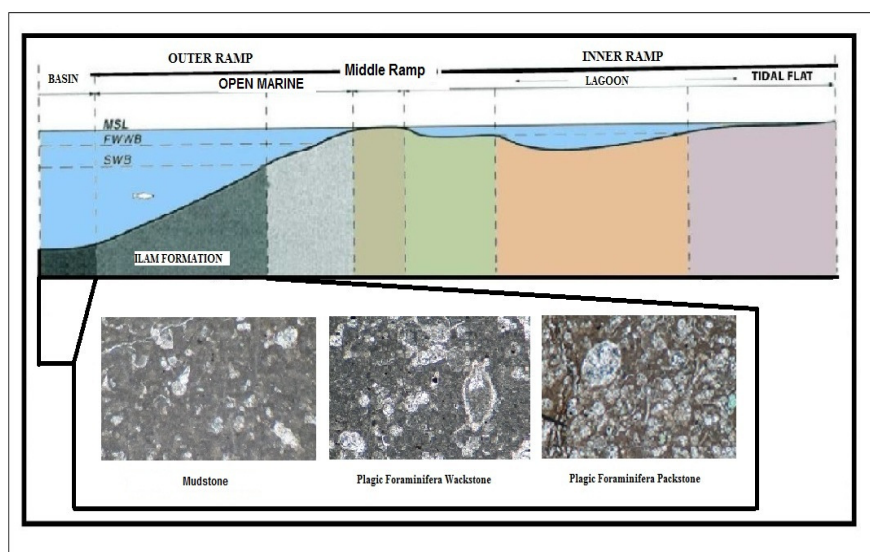 OUTER RAMP
INNER RAMP
BASIN
Middle Ramp
OPEN MARINE
LAGOON
TIDAL FLAT
MSL
FWWB
SWB
ILAM FORMATION
Mudstone
Plagic Foraminifera Wackstone
Plagic Foraminifera Packstone